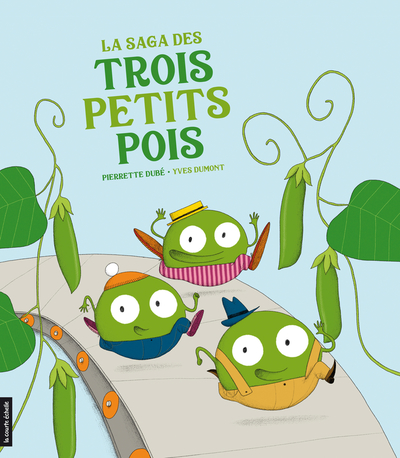 LA SAGA DES
TROIS
PETITS
POIS
PIERRETTE DUBÉ • YVES DUMONT
la courte échelle